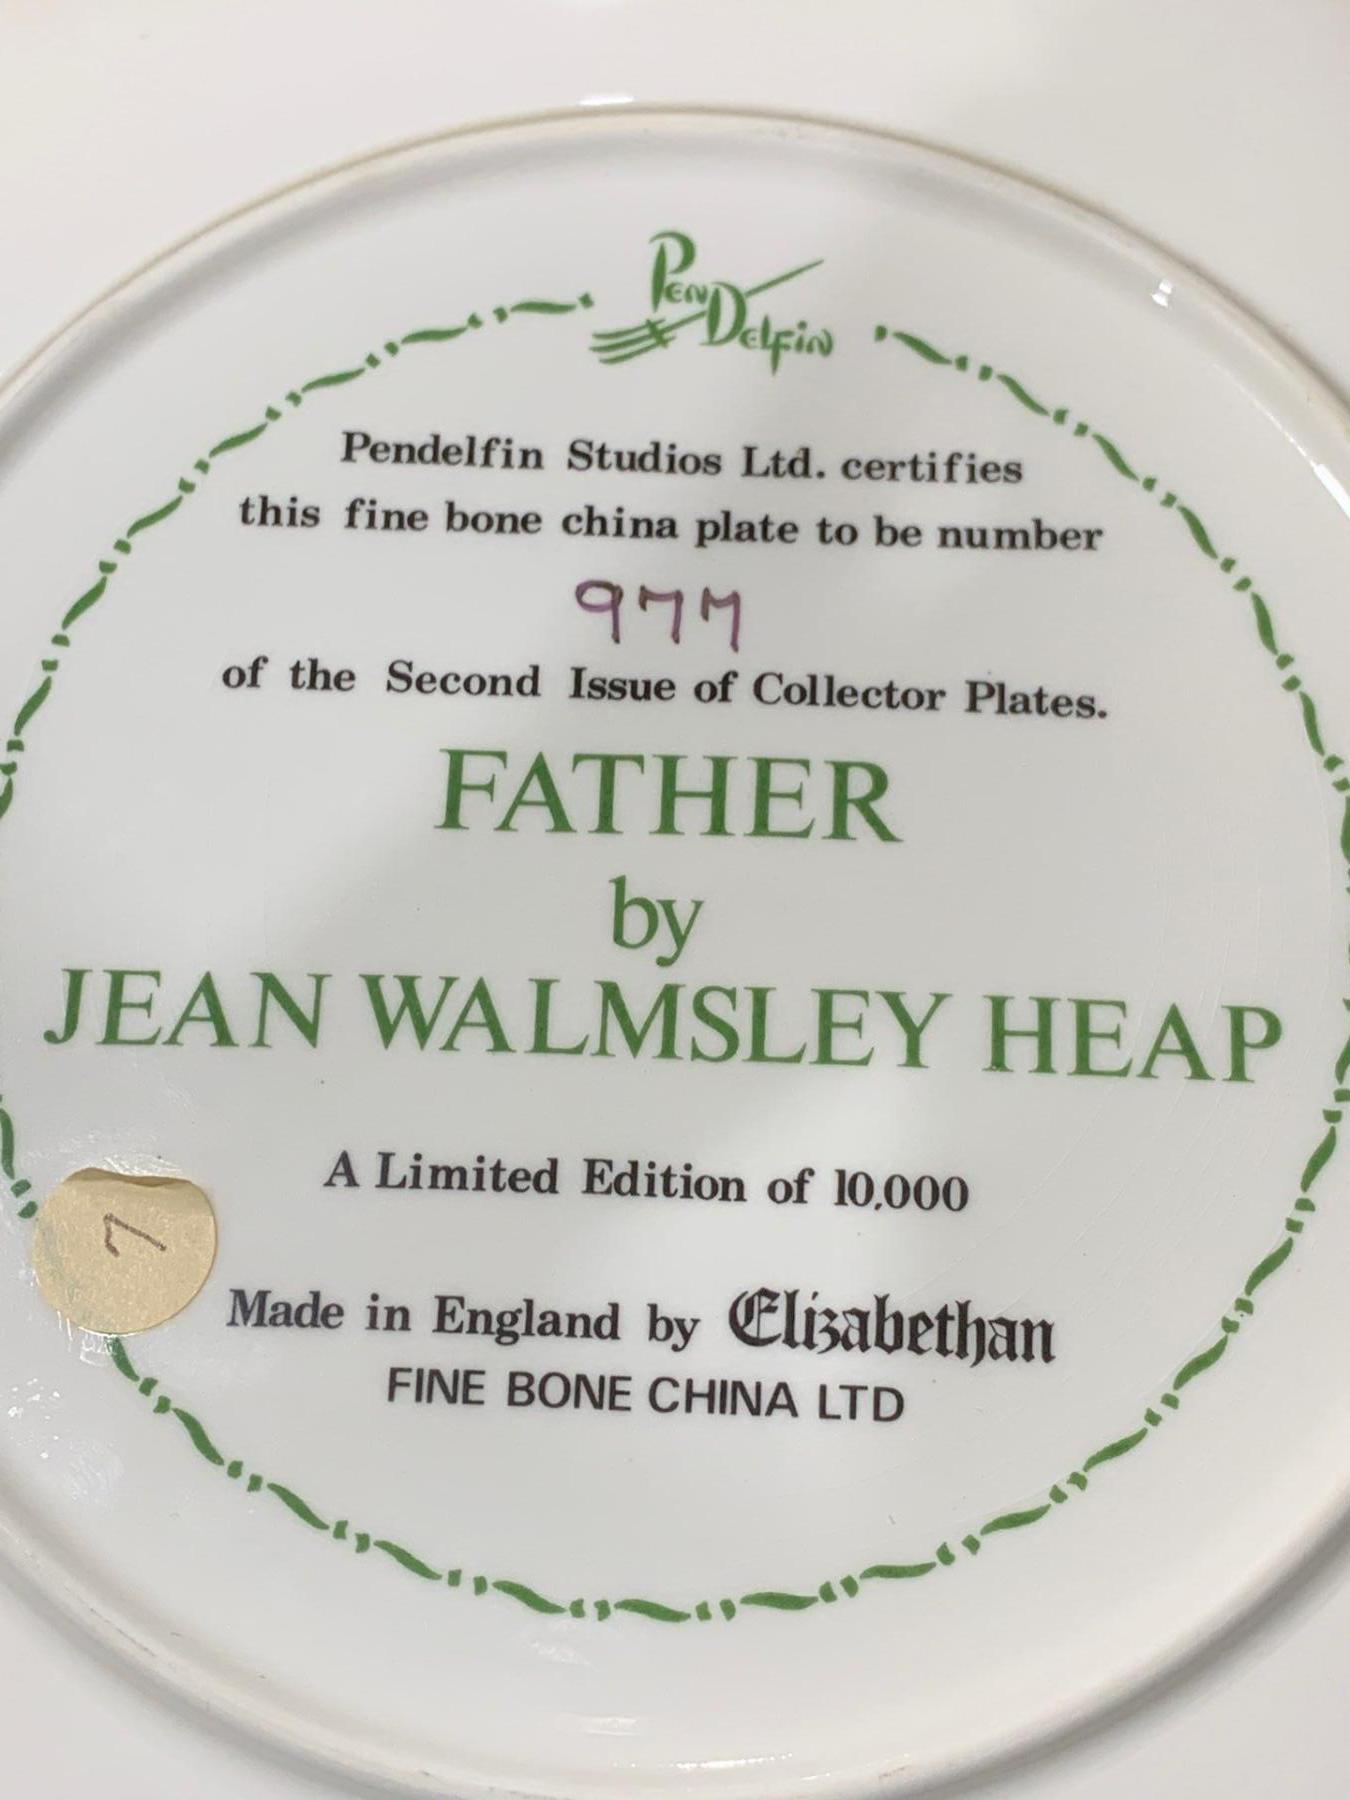 PenDelfin
Pendelfin Studios Ltd. certifies
this fine bone china plate to be number
977
of the Second Issue of Collector Plates.
FATHER
by
JEAN WALMSLEY HEAP
A Limited Edition of 10,000
7
Made in England by Elizabethan
FINE BONE CHINA LTD